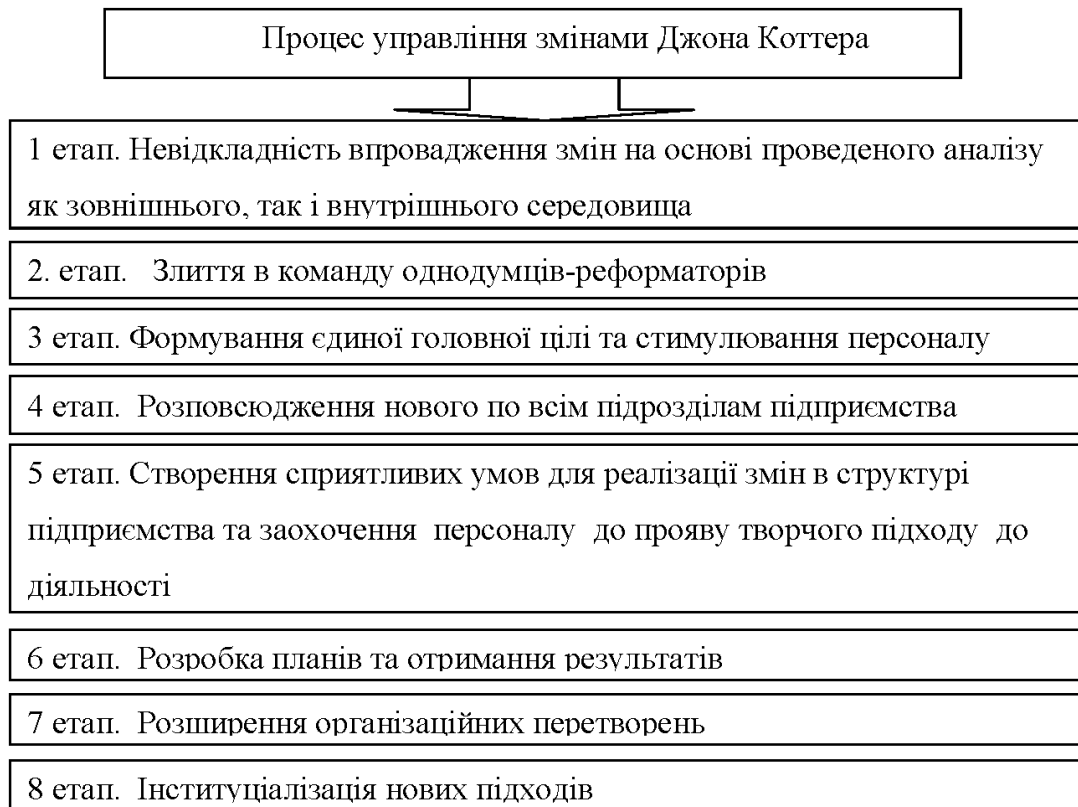 Процес управління змінами Джона Коттера
1 етап. Невідкладність впровадження змін на основі проведеного аналізу
як зовнішнього, так і внутрішнього середовища
2. етап. Злиття в команду однодумців-реформаторів
3 етап. Формування єдиної головної цілі та стимулювання персоналу
4 етап. Розповсюдження нового по всім підрозділам підприємства
5 етап. Створення сприятливих умов для реалізації змін в структурі
підприємства та заохочення персоналу до прояву творчого підходу до
діяльності
6 етап. Розробка планів та отримання результатів
7 етап. Розширення організаційних перетворень
8 етап. Інституціалізація нових підходів